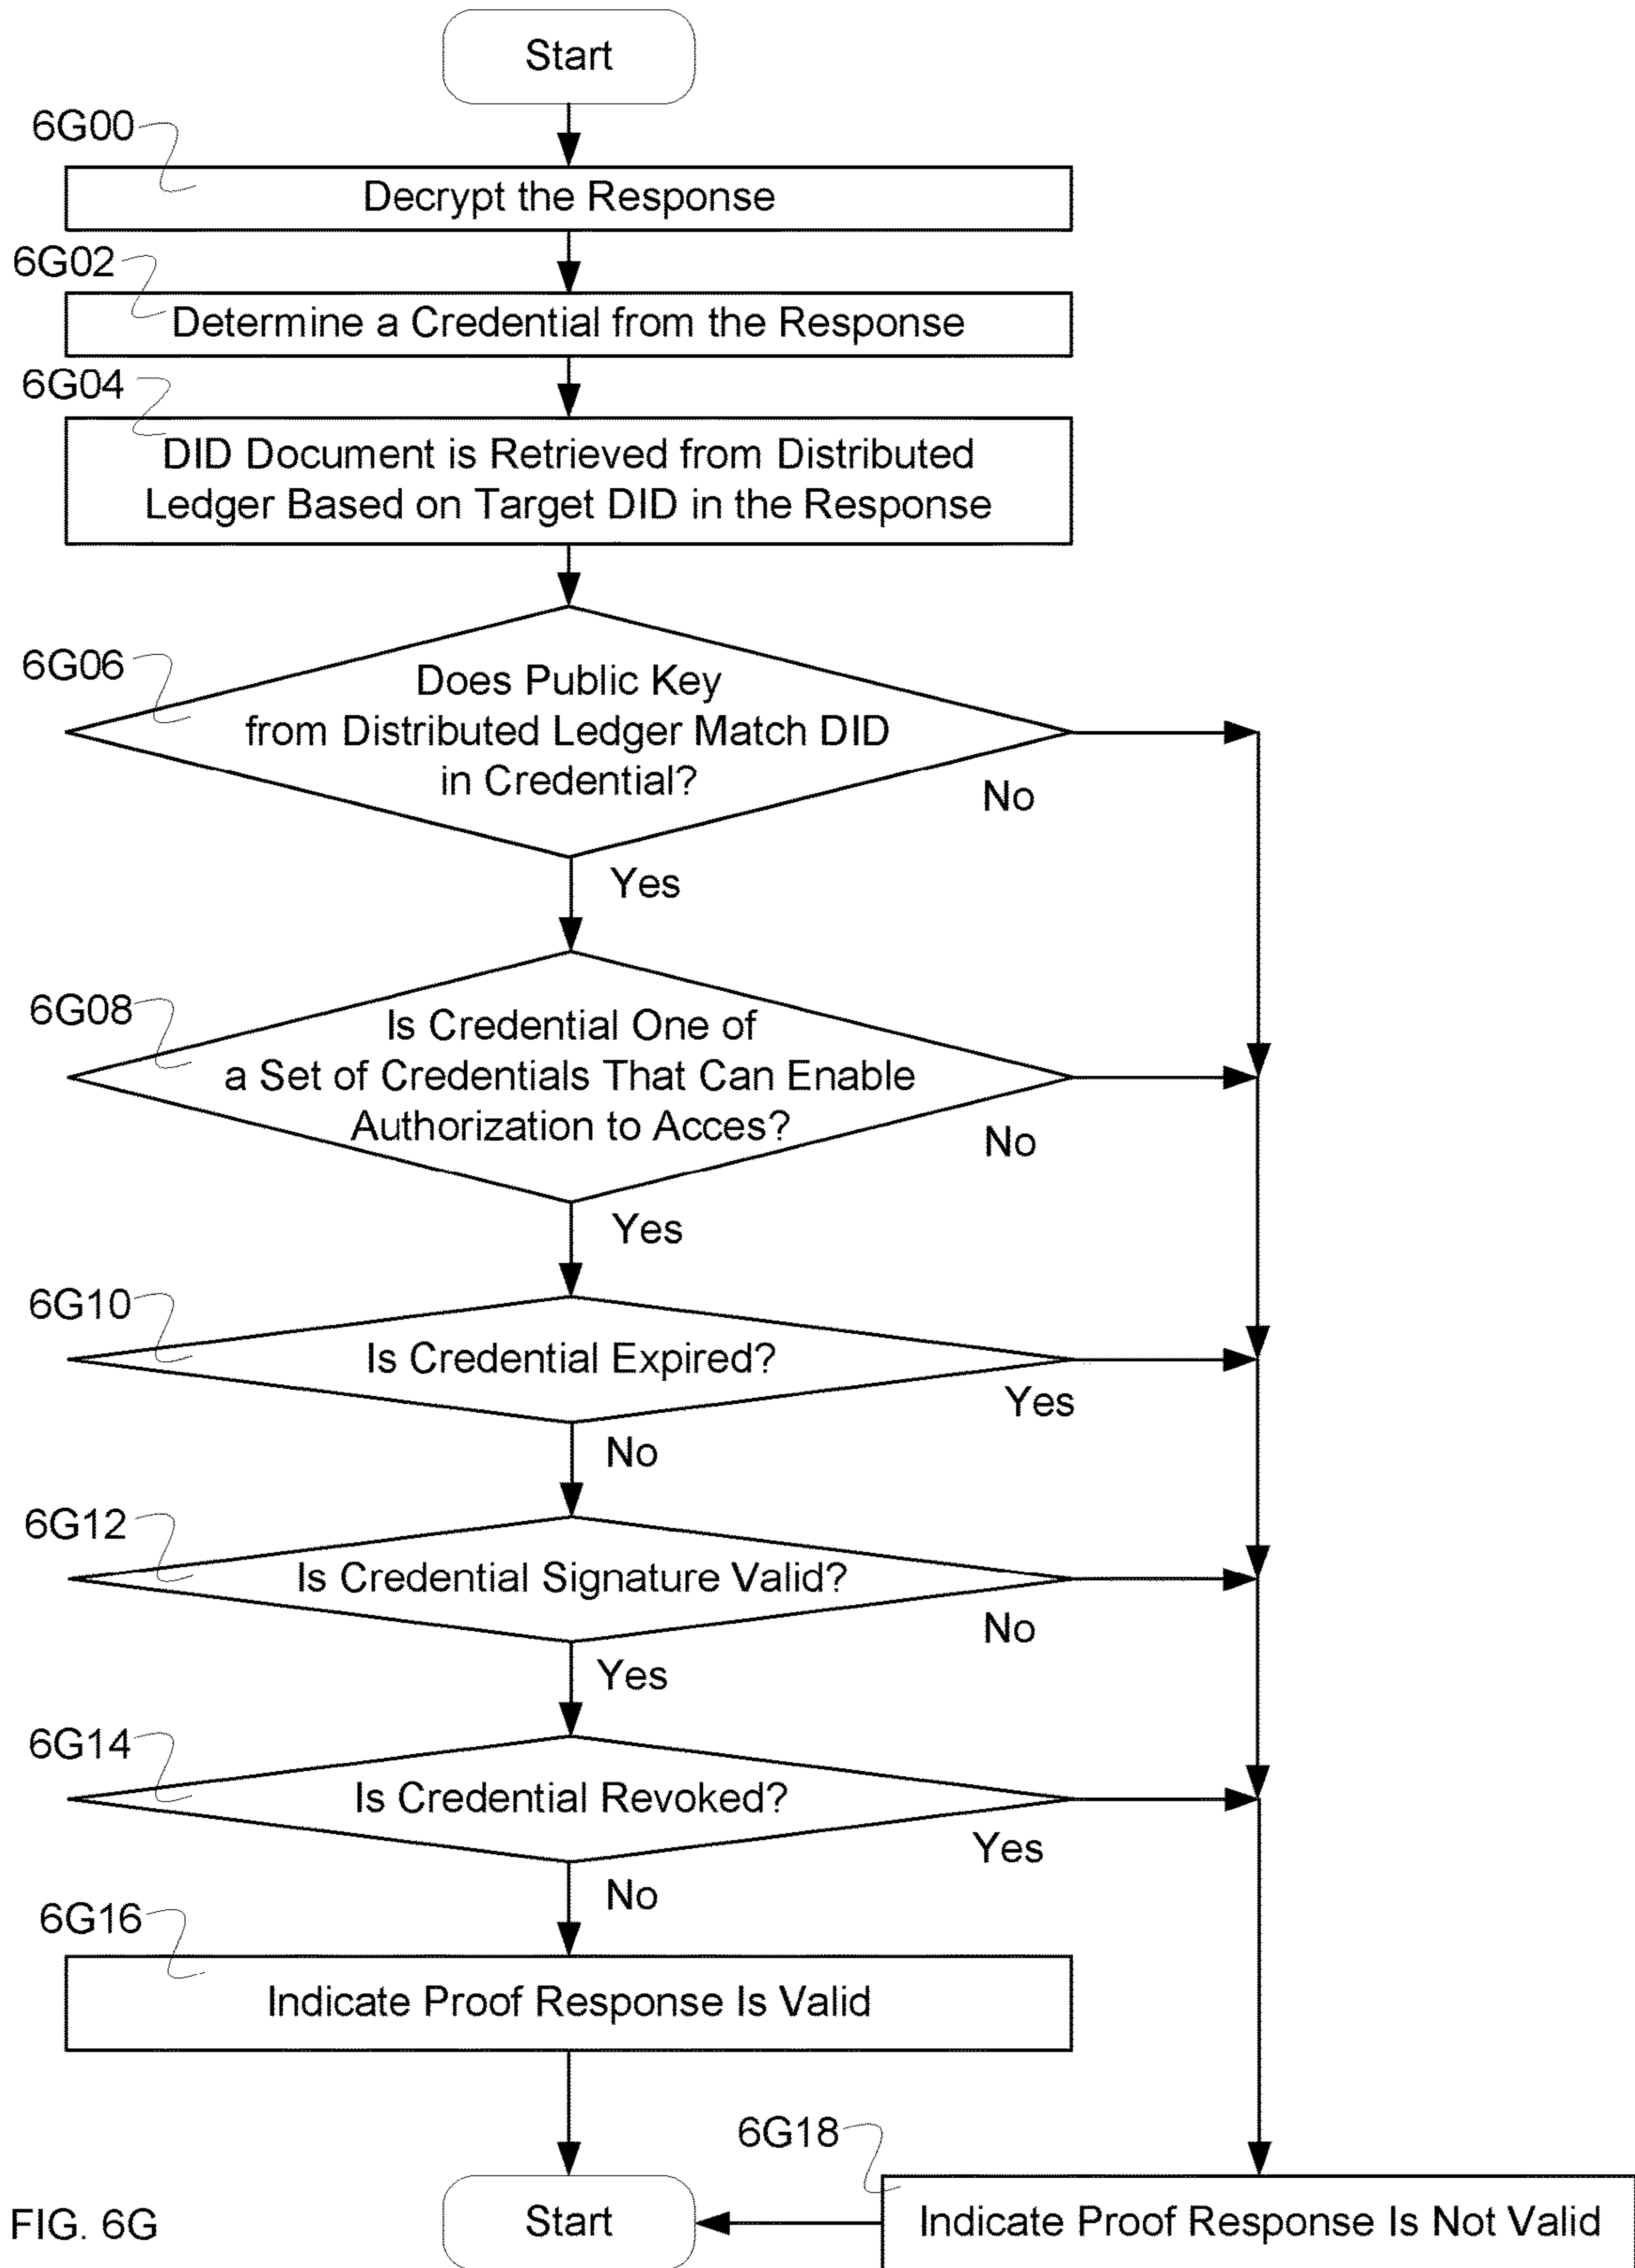 Start
6G00
Decrypt the Response
6G02
Determine a Credential from the Response
6G04
DID Document is Retrieved from Distributed
Ledger Based on Target DID in the Response
6G06
Does Public Key
from Distributed Ledger Match DID
in Credential?
No
Yes
6G08
Is Credential One of
a Set of Credentials That Can Enable
Authorization to Acces?
No
Yes
6G10
Is Credential Expired?
Yes
No
6G12
Is Credential Signature Valid?
No
Yes
6G14
Is Credential Revoked?
Yes
No
6G16
Indicate Proof Response Is Valid
6G18
Start
Indicate Proof Response Is Not Valid
FIG. 6G